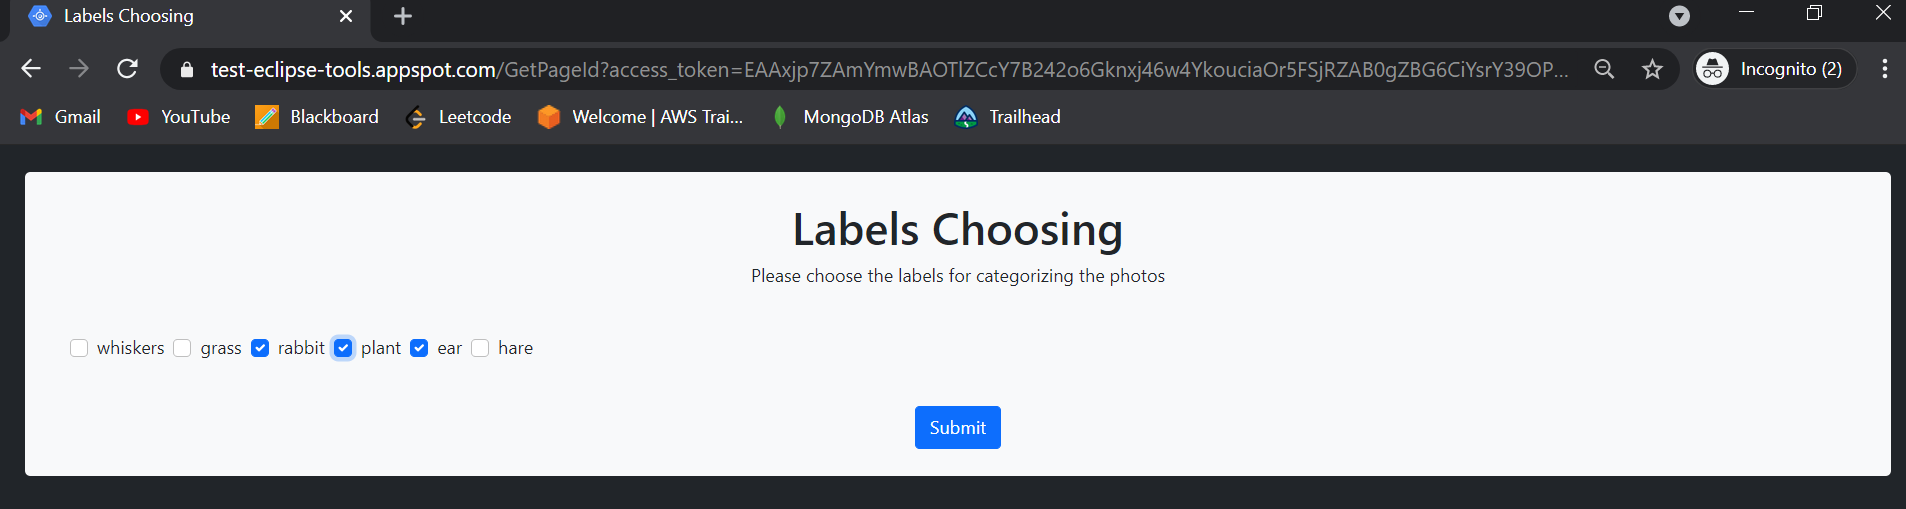 Labels Choosing
test-eclipse-tools.appspot.com/GetPageId?access_token=EAAxjp7ZAmYmwBAOTlZCcY7B242o6Gknxj46w4YkouciaOr5FSjRZAB0gZBG6CiYsrY39OP... Incognito (2)
Gmail YouTube Blackboard Leetcode Welcome | AWS Trai... MongoDB Atlas Trailhead
Labels Choosing
Please choose the labels for categorizing the photos
whiskers grass rabbit plant ear hare
Submit